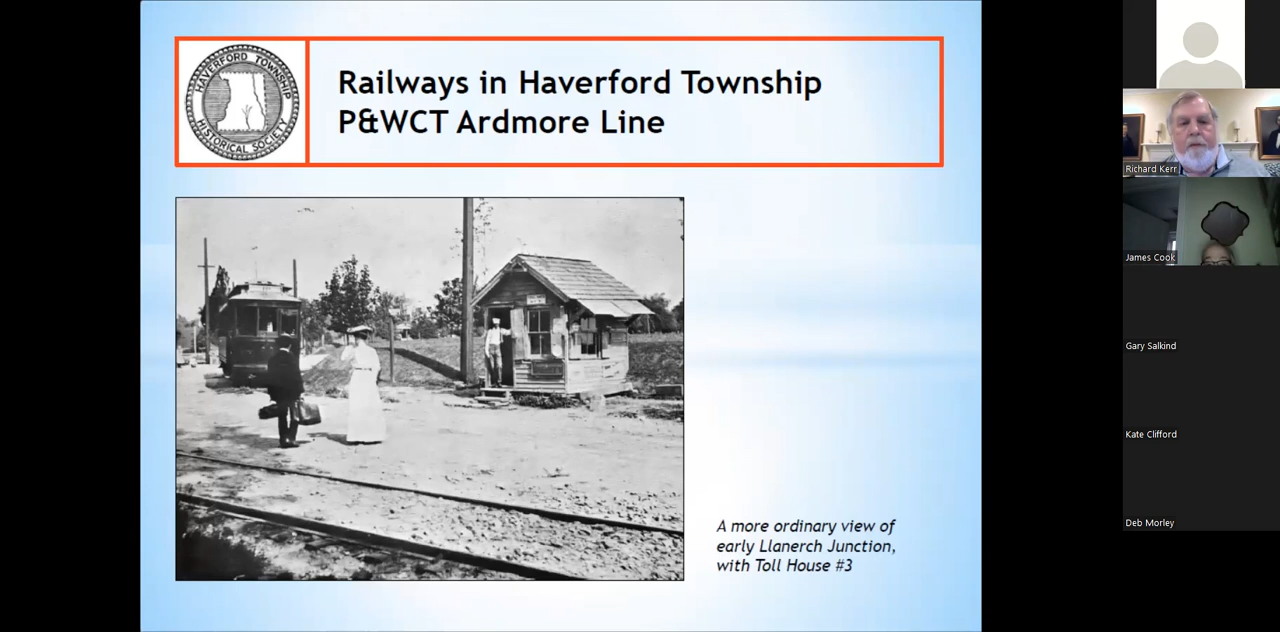 HAVERFORD TOWNSHIP
HISTORICAL SOCIETY
Railways in Haverford Township
P&WCT Ardmore Line
A more ordinary view of
early Llanerch Junction,
with Toll House #3
Richard Kerr
James Cook
Gary Salkind
Kate Clifford
Deb Morley